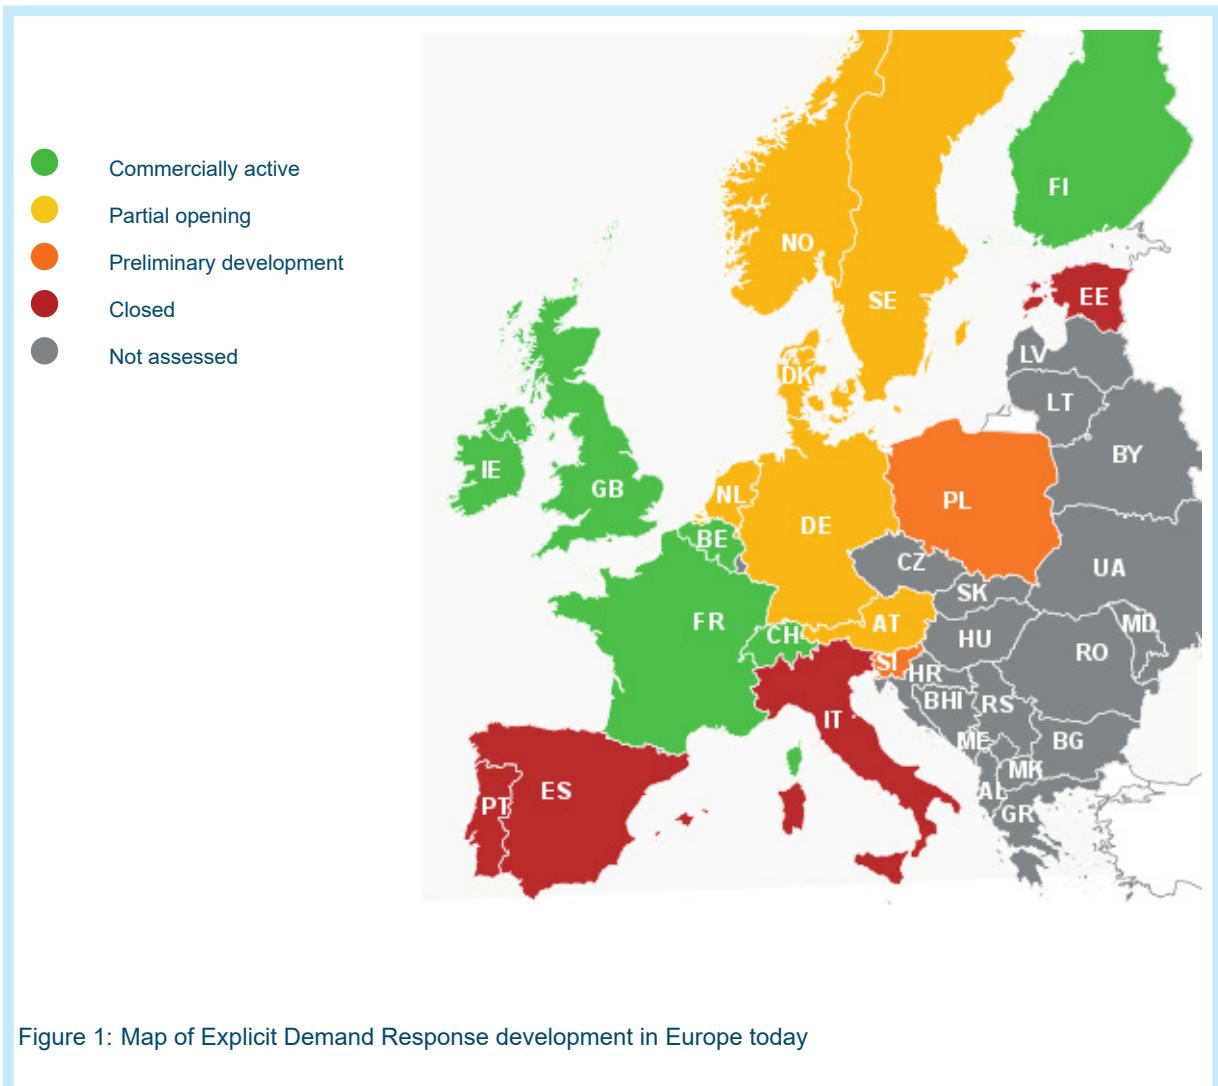 Commercially active
Partial opening
Preliminary development
Closed
Not assessed
FI
NO
SE
EE
LV
DK
LT
BY
IE
GB
NL
PL
DE
BE
CZ
UA
SK
FR
CH
AT
MD
HU
RO
SI
HR
BHI
RS
IT
ME
BG
MK
ES
AL
PT
GR
Figure 1: Map of Explicit Demand Response development in Europe today